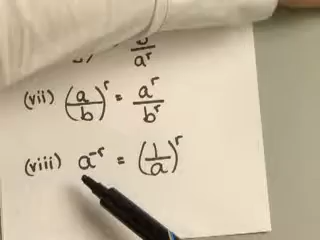 a^r
(vii) (a/b)^r = a^r/b^r
(viii) a^-r = (1/a)^r